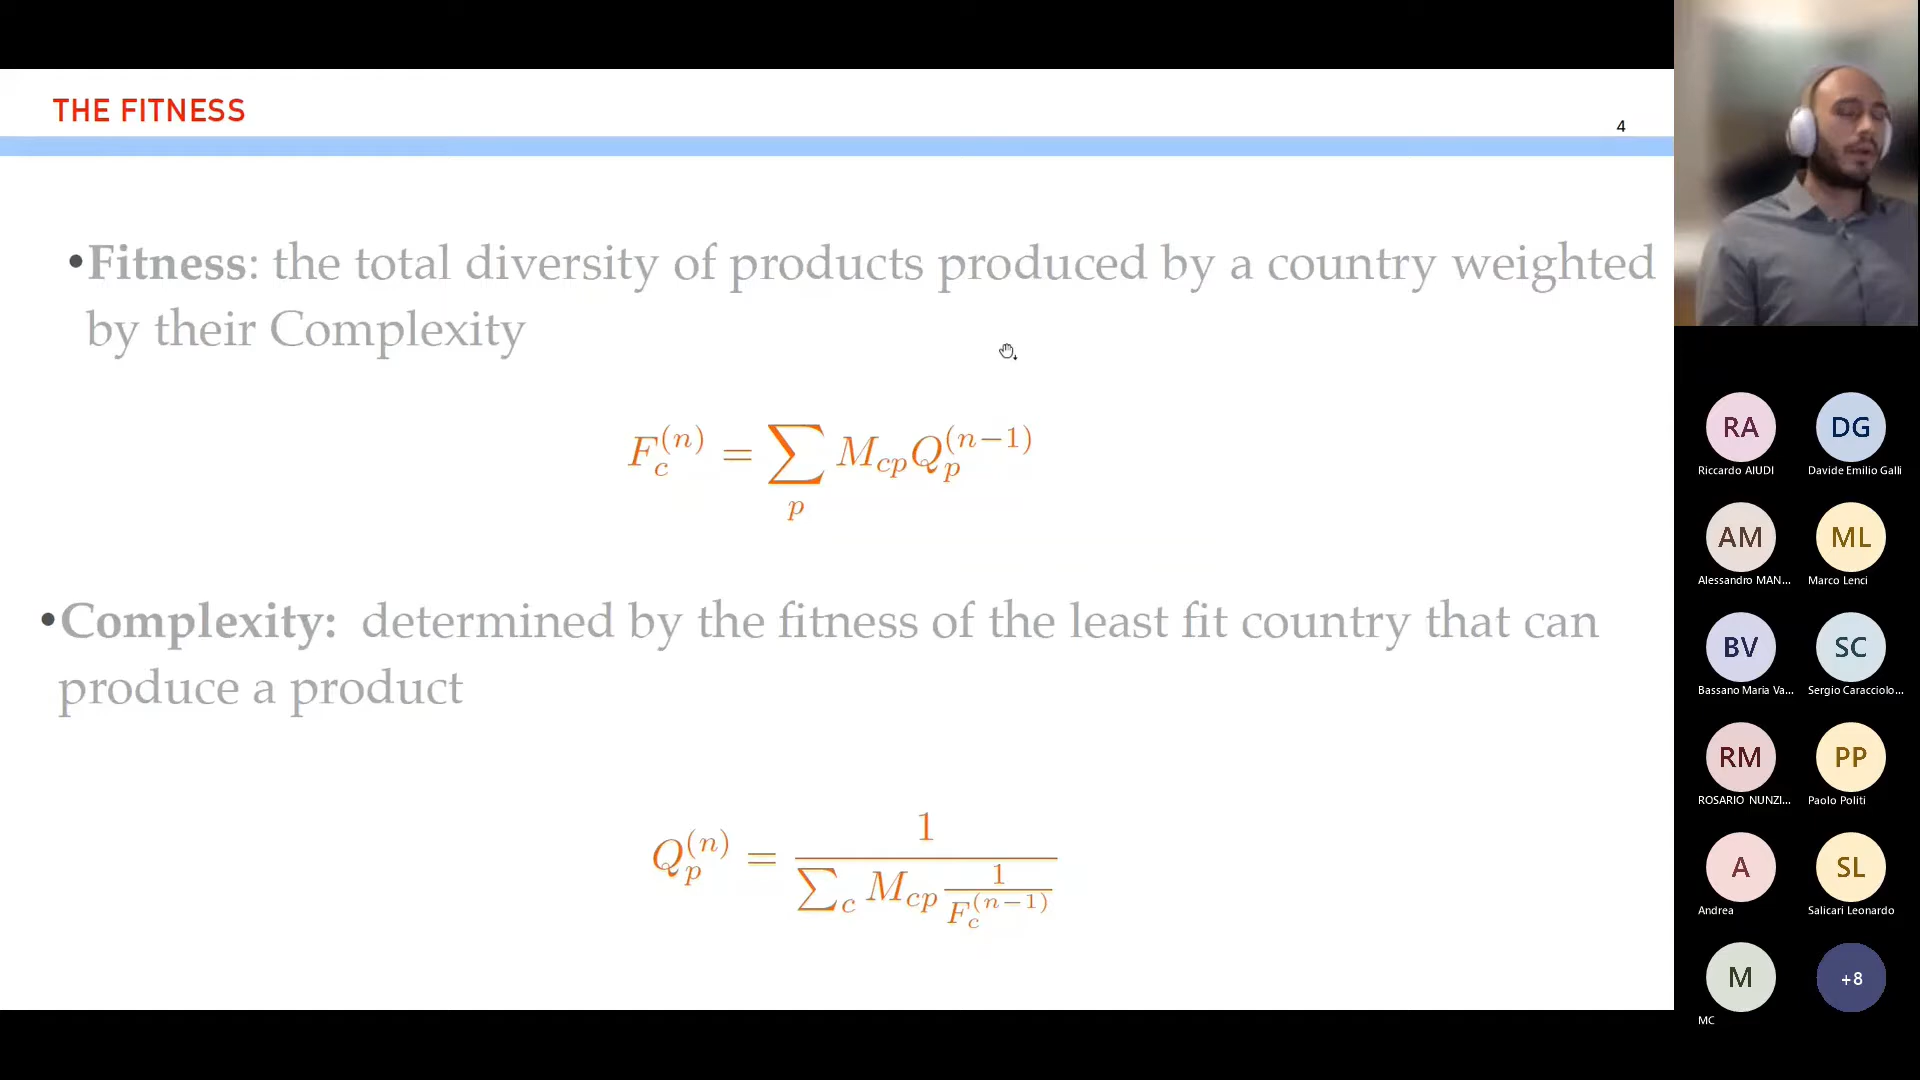 THE FITNESS
4
•Fitness: the total diversity of products produced by a country weighted
by their Complexity
F_c^{(n)} = \sum_p M_{cp} Q_p^{(n-1)}
•Complexity: determined by the fitness of the least fit country that can
produce a product
Q_p^{(n)} = \frac{1}{\sum_c M_{cp} \frac{1}{F_c^{(n-1)}}}
RA
DG
Riccardo AIUDI
Davide Emilio Galli
AM
ML
Alessandro MAN...
Marco Lenci
BV
SC
Bassano Maria Va...
Sergio Caracciolo...
RM
PP
ROSARIO NUNZI...
Paolo Politi
A
SL
Andrea
Salicari Leonardo
M
+8
MC